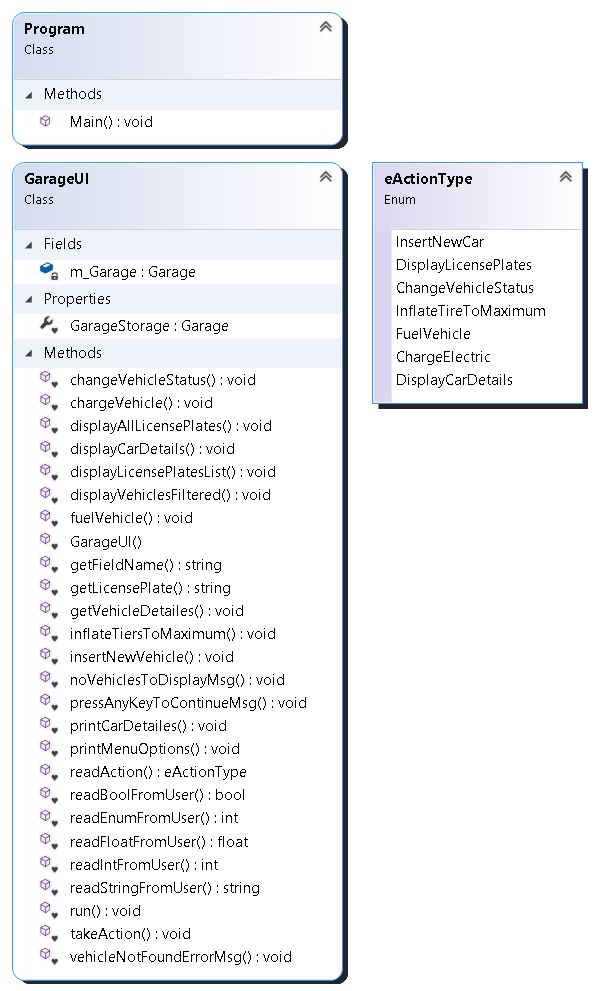 Program
Class
Methods
Main() : void
GarageUI
Class
Fields
m_Garage : Garage
Properties
GarageStorage : Garage
Methods
changeVehicleStatus() : void
chargeVehicle() : void
displayAllLicensePlates() : void
displayCarDetails() : void
displayLicensePlatesList() : void
displayVehiclesFiltered() : void
fuelVehicle() : void
GarageUI()
getFieldName() : string
getLicensePlate() : string
getVehicleDetailes() : void
inflateTiersToMaximum() : void
insertNewVehicle() : void
noVehiclesToDisplayMsg() : void
pressAnyKeyToContinueMsg() : void
printCarDetailes() : void
printMenuOptions() : void
readAction() : eActionType
readBoolFromUser() : bool
readEnumFromUser() : int
readFloatFromUser() : float
readIntFromUser() : int
readStringFromUser() : string
run() : void
takeAction() : void
vehicleNotFoundErrorMsg() : void
eActionType
Enum
InsertNewCar
DisplayLicensePlates
ChangeVehicleStatus
InflateTireToMaximum
FuelVehicle
ChargeElectric
DisplayCarDetails